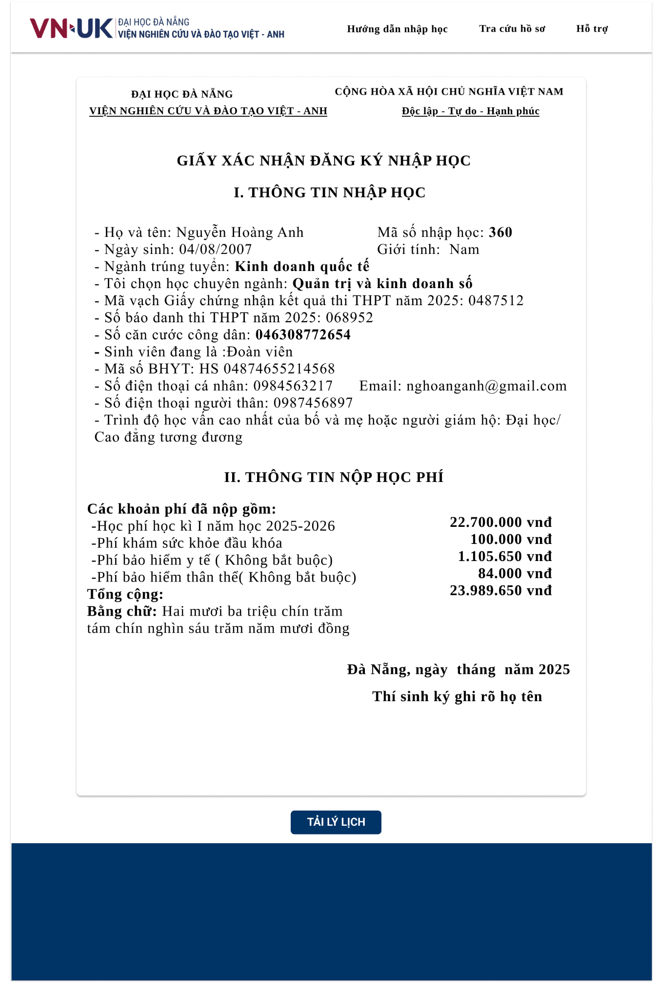 VN-UK ĐẠI HỌC ĐÀ NẴNG
VIỆN NGHIÊN CỨU VÀ ĐÀO TẠO VIỆT - ANH
Hướng dẫn nhập học
Tra cứu hồ sơ
Hỗ trợ
ĐẠI HỌC ĐÀ NẴNG
VIỆN NGHIÊN CỨU VÀ ĐÀO TẠO VIỆT - ANH
CỘNG HÒA XÃ HỘI CHỦ NGHĨA VIỆT NAM
Độc lập - Tự do - Hạnh phúc
GIẤY XÁC NHẬN ĐĂNG KÝ NHẬP HỌC
I. THÔNG TIN NHẬP HỌC
- Họ và tên: Nguyễn Hoàng Anh Mã số nhập học: 360
- Ngày sinh: 04/08/2007 Giới tính: Nam
- Ngành trúng tuyển: Kinh doanh quốc tế
- Tôi chọn học chuyên ngành: Quản trị và kinh doanh số
- Mã vạch Giấy chứng nhận kết quả thi THPT năm 2025: 0487512
- Số báo danh thi THPT năm 2025: 068952
- Số căn cước công dân: 046308772654
- Sinh viên đang là :Đoàn viên
- Mã số BHYT: HS 04874655214568
- Số điện thoại cá nhân: 0984563217 Email: nghoanganh@gmail.com
- Số điện thoại người thân: 0987456897
- Trình độ học vấn cao nhất của bố và mẹ hoặc người giám hộ: Đại học/
Cao đẳng tương đương
II. THÔNG TIN NỘP HỌC PHÍ
Các khoản phí đã nộp gồm:
-Học phí học kì I năm học 2025-2026 22.700.000 vnđ
-Phí khám sức khỏe đầu khóa 100.000 vnđ
-Phí bảo hiểm y tế ( Không bắt buộc) 1.105.650 vnđ
-Phí bảo hiểm thân thể( Không bắt buộc) 84.000 vnđ
Tổng cộng: 23.989.650 vnđ
Bằng chữ: Hai mươi ba triệu chín trăm
tám chín nghìn sáu trăm năm mươi đồng
Đà Nẵng, ngày tháng năm 2025
Thí sinh ký ghi rõ họ tên
TẢI LÝ LỊCH